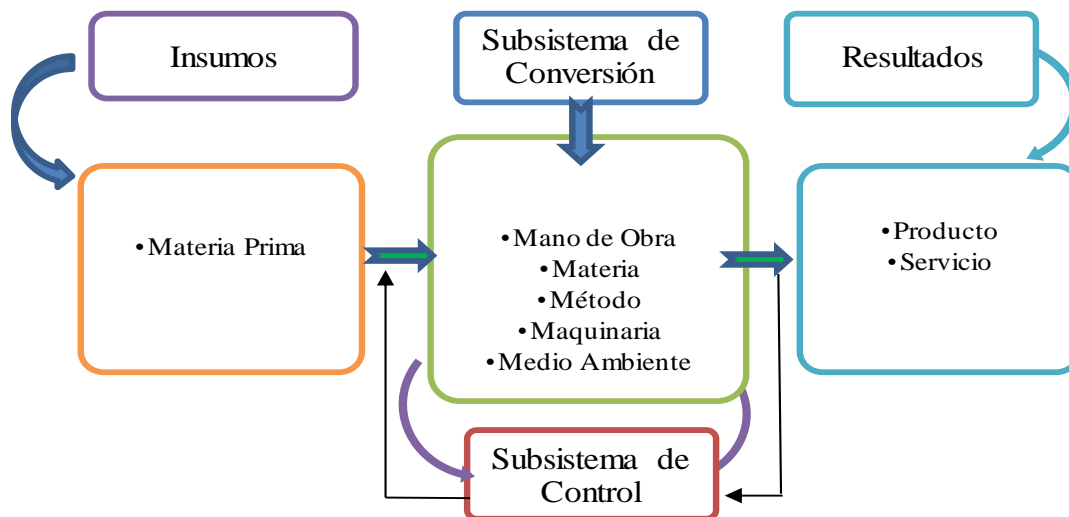 Insumos
Subsistema de
Conversión
Resultados
•Materia Prima
•Mano de Obra
•Materia
•Método
•Maquinaria
•Medio Ambiente
•Producto
•Servicio
Subsistema de
Control